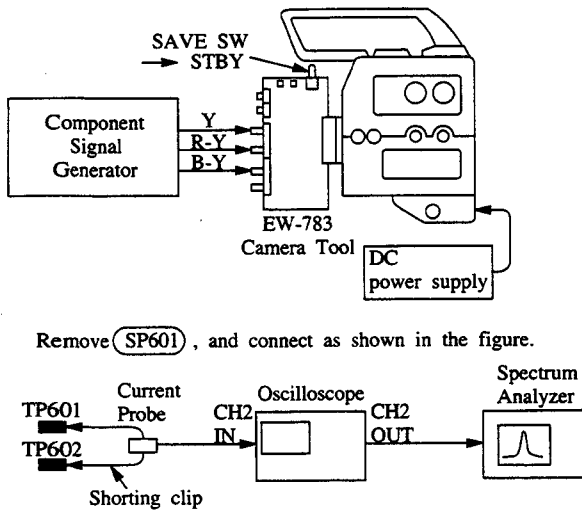 SAVE SW
→ STBY
Component
Signal
Generator
Y
R-Y
B-Y
EW-783
Camera Tool
DC
power supply
Remove SP601 , and connect as shown in the figure.
TP601
TP602
Current
Probe
Shorting clip
CH2
IN
Oscilloscope
CH2
OUT
Spectrum
Analyzer